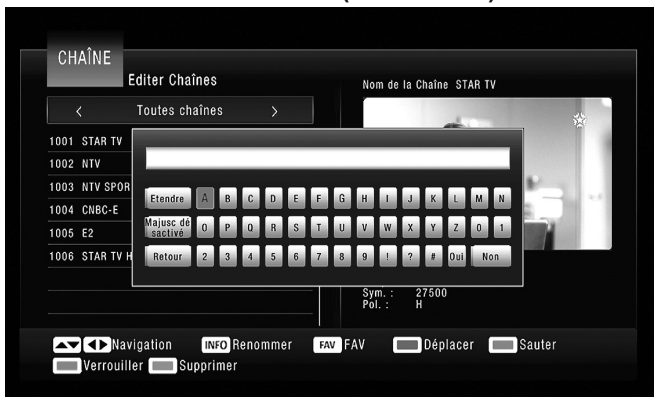 CHAÎNE
Editer Chaînes
Nom de la Chaîne STAR TV
< Toutes chaînes >
1001 STAR TV
1002 NTV
1003 NTV SPOR
1004 CNBC-E
1005 E2
1006 STAR TV H
Etendre A B C D E F G H I J K L M N
Majusc dé
sactivé O P Q R S T U V W X Y Z 0 1
Retour 2 3 4 5 6 7 8 9 ! ? # Oui Non
Sym. : 27500
Pol. : H
Navigation INFO Renommer FAV FAV Déplacer Sauter
Verrouiller Supprimer